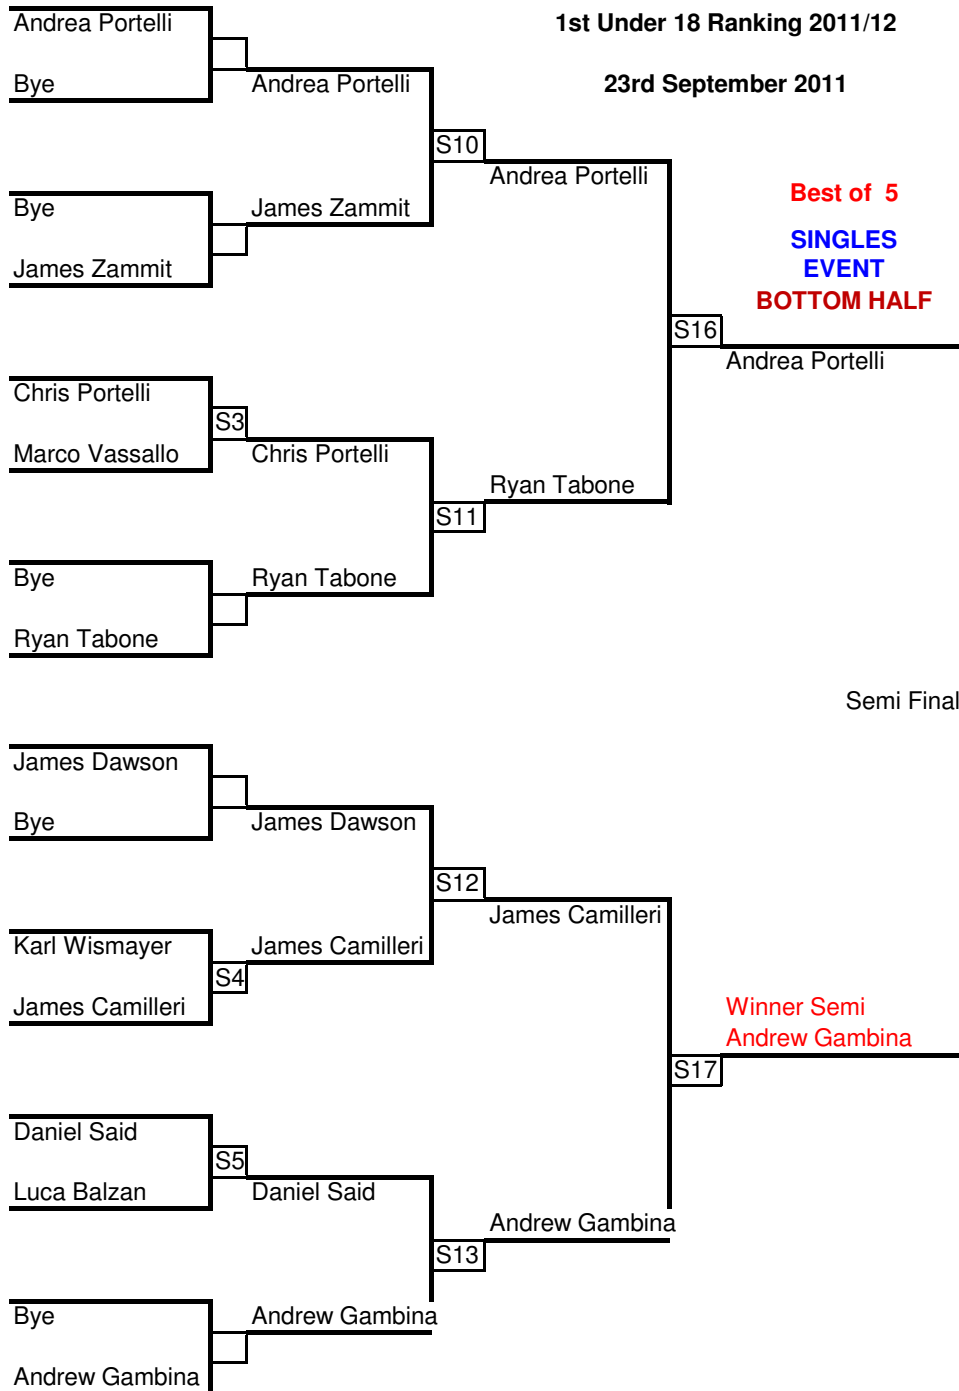 Andrea Portelli
1st Under 18 Ranking 2011/12
Bye
Andrea Portelli
23rd September 2011
S10
Andrea Portelli
Bye
James Zammit
Best of  5
SINGLES
EVENT
James Zammit
BOTTOM HALF
S16
Andrea Portelli
Chris Portelli
S3
Marco Vassallo
Chris Portelli
Ryan Tabone
S11
Bye
Ryan Tabone
Ryan Tabone
Semi Final
James Dawson
Bye
James Dawson
S12
James Camilleri
Karl Wismayer
James Camilleri
S4
James Camilleri
Winner Semi
Andrew Gambina
S17
Daniel Said
S5
Luca Balzan
Daniel Said
Andrew Gambina
S13
Bye
Andrew Gambina
Andrew Gambina